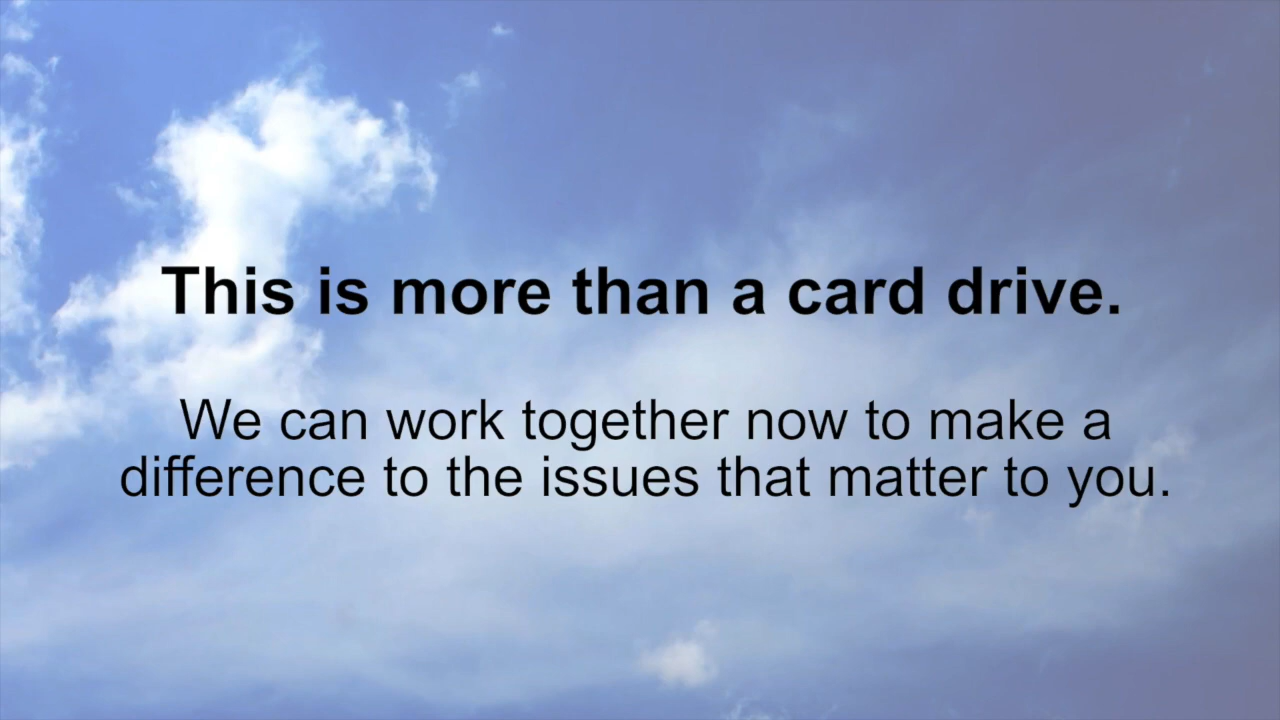 This is more than a card drive.
We can work together now to make a
difference to the issues that matter to you.